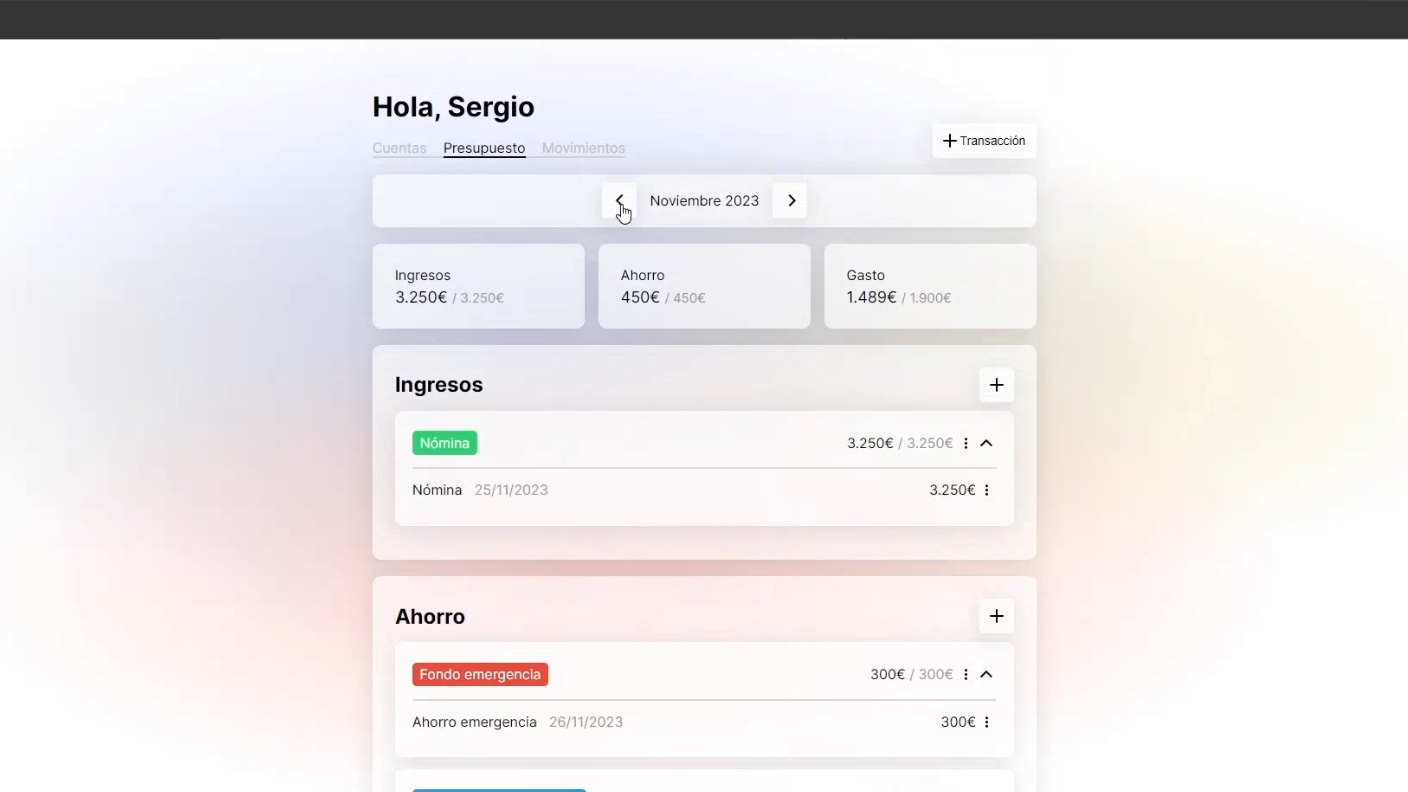 Hola, Sergio
Cuentas Presupuesto Movimientos
Transacción
Noviembre 2023
Ingresos Ahorro Gasto
3.250€ / 3.250€ 450€ / 450€ 1.489€ / 1.900€
Ingresos
Nómina 3.250€ / 3.250€
Nómina 25/11/2023 3.250€
Ahorro
Fondo emergencia 300€ / 300€
Ahorro emergencia 26/11/2023 300€